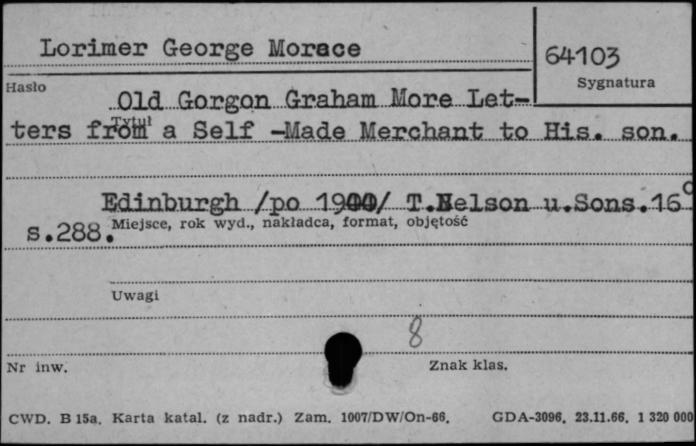 Lorimer George Morace
64103
Hasło
Sygnatura
Old Gorgon Graham More Let-
Tytuł
ters from a Self -Made Merchant to His. son.
Edinburgh /po 1900/ T.Nelson u.Sons.16°
s.288.
Miejsce, rok wyd., nakładca, format, objętość
Uwagi
8
Nr inw.
Znak klas.
CWD. B 15a. Karta katal. (z nadr.) Zam. 1007/DW/On-66. GDA-3096. 23.11.66. 1 320 000